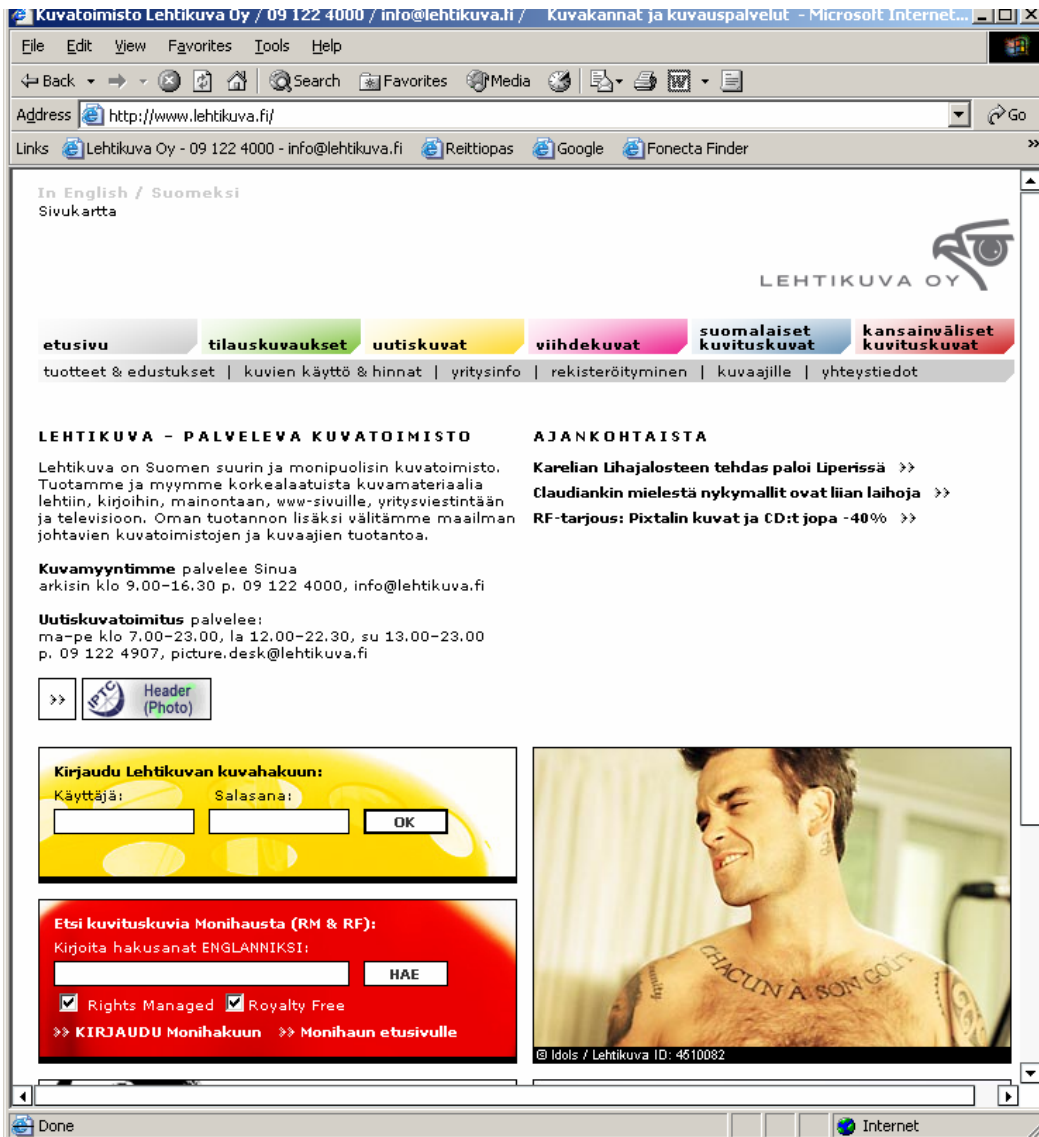 Kuvatoimisto Lehtikuva Oy / 09 122 4000 / info@lehtikuva.fi / Kuvakannat ja kuvauspalvelut - Microsoft Internet...
File Edit View Favorites Tools Help
Back Search Favorites Media
Address http://www.lehtikuva.fi/ Go
Links Lehtikuva Oy - 09 122 4000 - info@lehtikuva.fi Reittiopas Google Fonecta Finder »
In English / Suomeksi
Sivukartta
LEHTIKUVA OY
etusivu tilauskuvaukset uutiskuvat viihdekuvat suomalaiset kuvituskuvat kansainväliset kuvituskuvat
tuotteet & edustukset | kuvien käyttö & hinnat | yritysinfo | rekisteröityminen | kuvaajille | yhteystiedot
LEHTIKUVA – PALVELEVA KUVATOIMISTO
Lehtikuva on Suomen suurin ja monipuolisin kuvatoimisto.
Tuotamme ja myymme korkealaatuista kuvamateriaalia
lehtiin, kirjoihin, mainontaan, www-sivuille, yritysviestintään
ja televisioon. Oman tuotannon lisäksi välitämme maailman
johtavien kuvatoimistojen ja kuvaajien tuotantoa.
Kuvamyyntimme palvelee Sinua
arkisin klo 9.00–16.30 p. 09 122 4000, info@lehtikuva.fi
Uutiskuvatoimitus palvelee:
ma–pe klo 7.00–23.00, la 12.00–22.30, su 13.00–23.00
p. 09 122 4907, picture.desk@lehtikuva.fi
>> IPTC Header
(Photo)
AJANKOHTAISTA
Karelian Lihajalosteen tehdas paloi Liperissä >>
Claudiankin mielestä nykymallit ovat liian laihoja >>
RF-tarjous: Pixtalin kuvat ja CD:t jopa -40% >>
Kirjaudu Lehtikuvan kuvahakuun:
Käyttäjä: Salasana:
OK
Etsi kuvituskuvia Monihausta (RM & RF):
Kirjoita hakusanat ENGLANNIKSI:
HAE
Rights Managed Royalty Free
>> KIRJAUDU Monihakuun >> Monihaun etusivulle
CHACUN À SON GOÛT
© Idols / Lehtikuva ID: 4510082
Done Internet